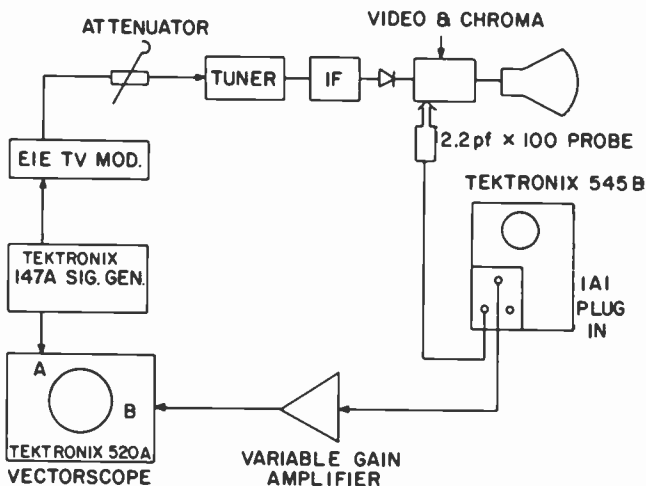 ATTENUATOR
VIDEO & CHROMA
TUNER
IF
2.2pf × 100 PROBE
EIE TV MOD.
TEKTRONIX 545B
TEKTRONIX
147A SIG. GEN.
1A1
PLUG
IN
A
B
TEKTRONIX 520A
VECTORSCOPE
VARIABLE GAIN
AMPLIFIER